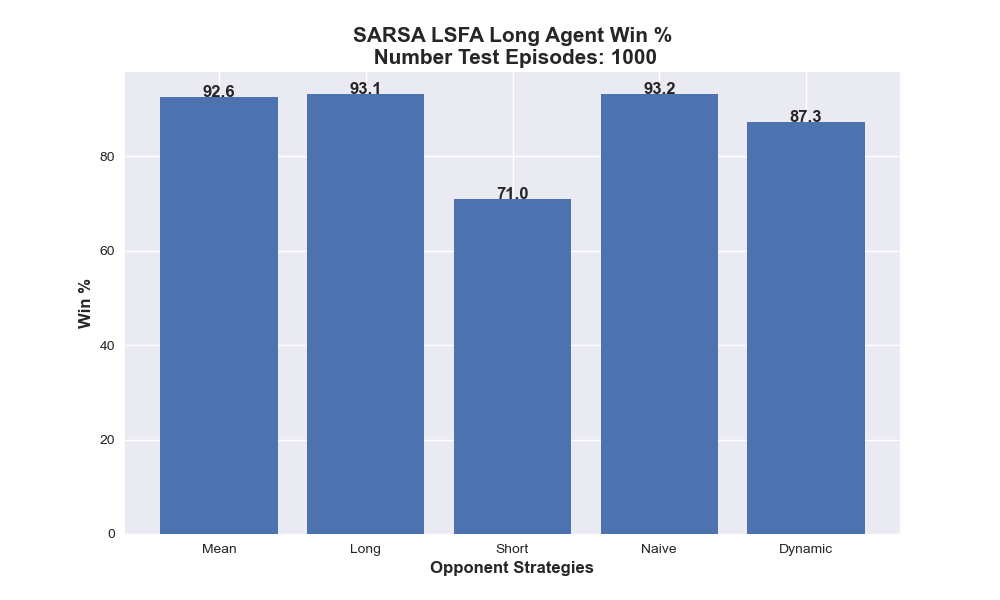 SARSA LSFA Long Agent Win %
Number Test Episodes: 1000
92.6
93.1
71.0
93.2
87.3
80
60
40
20
0
Win %
Mean
Long
Short
Naive
Dynamic
Opponent Strategies